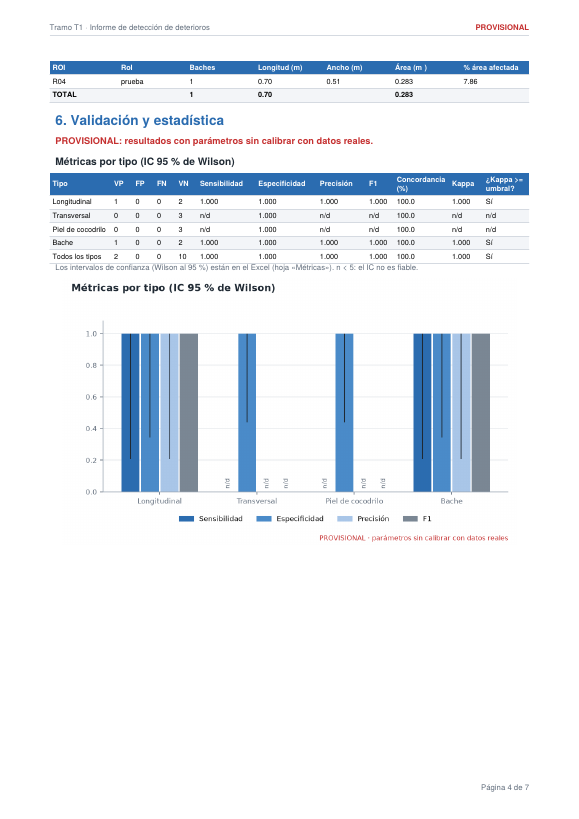 Tramo T1 · Informe de detección de deterioros PROVISIONAL
ROI Rol Baches Longitud (m) Ancho (m) Área (m ) % área afectada
R04 prueba 1 0.70 0.51 0.283 7.86
TOTAL 1 0.70 0.283
6. Validación y estadística
PROVISIONAL: resultados con parámetros sin calibrar con datos reales.
Métricas por tipo (IC 95 % de Wilson)
Tipo VP FP FN VN Sensibilidad Especificidad Precisión F1 Concordancia (%) Kappa ¿Kappa >= umbral?
Longitudinal 1 0 0 2 1.000 1.000 1.000 1.000 100.0 1.000 Sí
Transversal 0 0 0 3 n/d 1.000 n/d n/d 100.0 n/d n/d
Piel de cocodrilo 0 0 0 3 n/d 1.000 n/d n/d 100.0 n/d n/d
Bache 1 0 0 2 1.000 1.000 1.000 1.000 100.0 1.000 Sí
Todos los tipos 2 0 0 10 1.000 1.000 1.000 1.000 100.0 1.000 Sí
Los intervalos de confianza (Wilson al 95 %) están en el Excel (hoja «Métricas»). n < 5: el IC no es fiable.
Métricas por tipo (IC 95 % de Wilson)
1.0
0.8
0.6
0.4
0.2
0.0
n/d n/d n/d n/d n/d n/d
Longitudinal Transversal Piel de cocodrilo Bache
Sensibilidad Especificidad Precisión F1
PROVISIONAL · parámetros sin calibrar con datos reales
Página 4 de 7